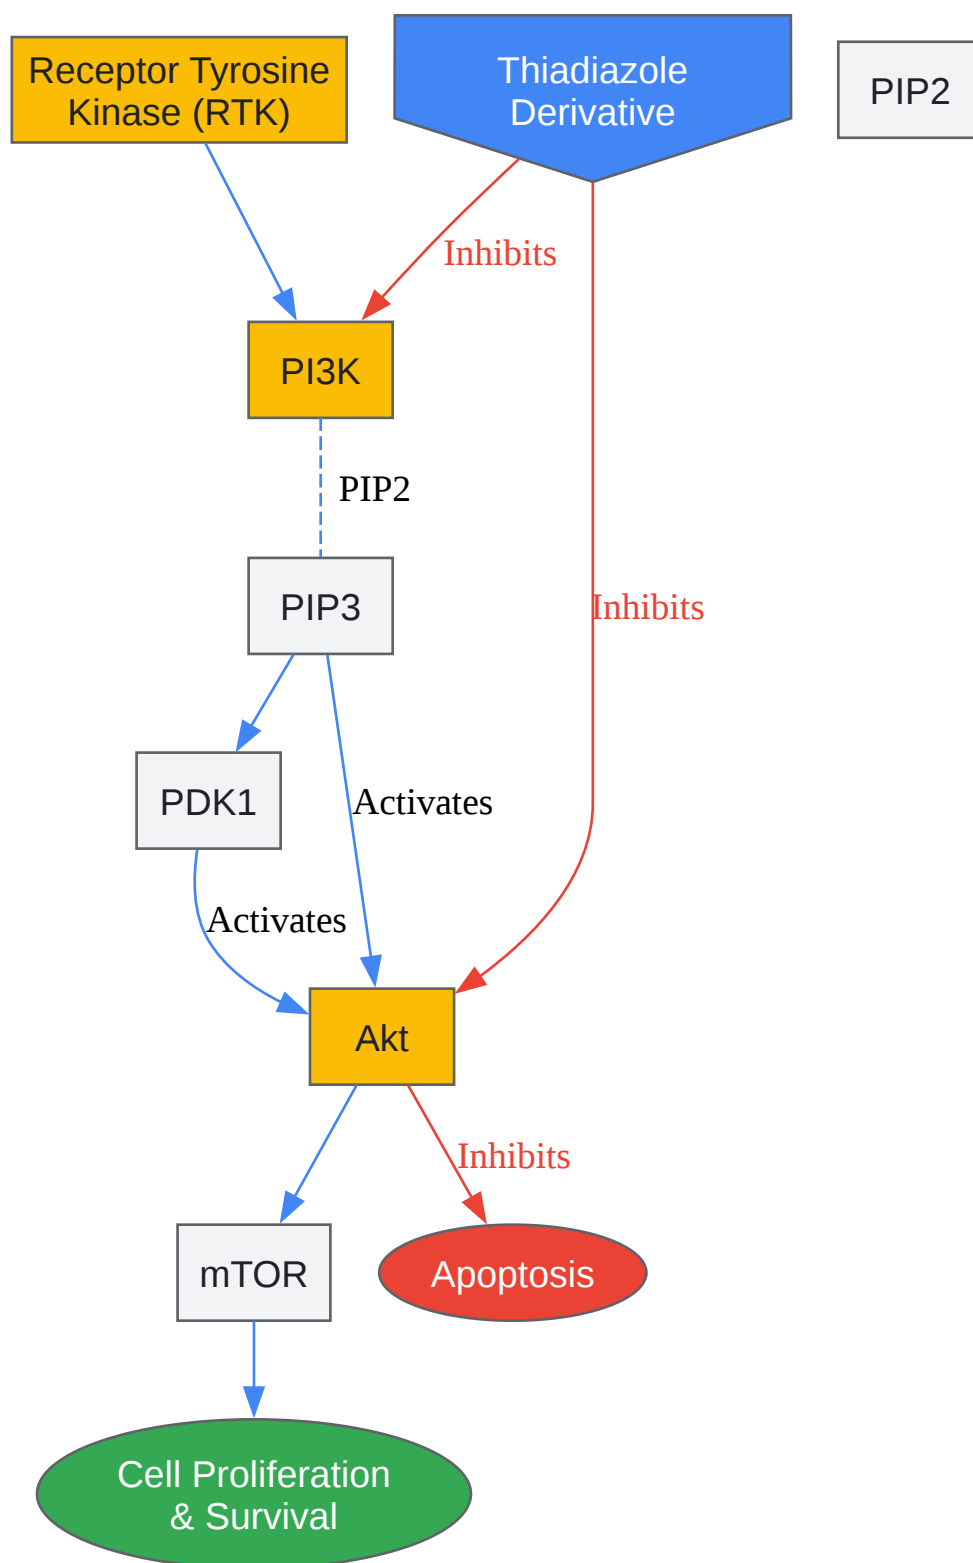 Receptor Tyrosine
Kinase (RTK)
Thiadiazole
Derivative
PIP2
Inhibits
PI3K
PIP2
PIP3
Inhibits
PDK1
Activates
Activates
Akt
Inhibits
mTOR
Apoptosis
Cell Proliferation
& Survival